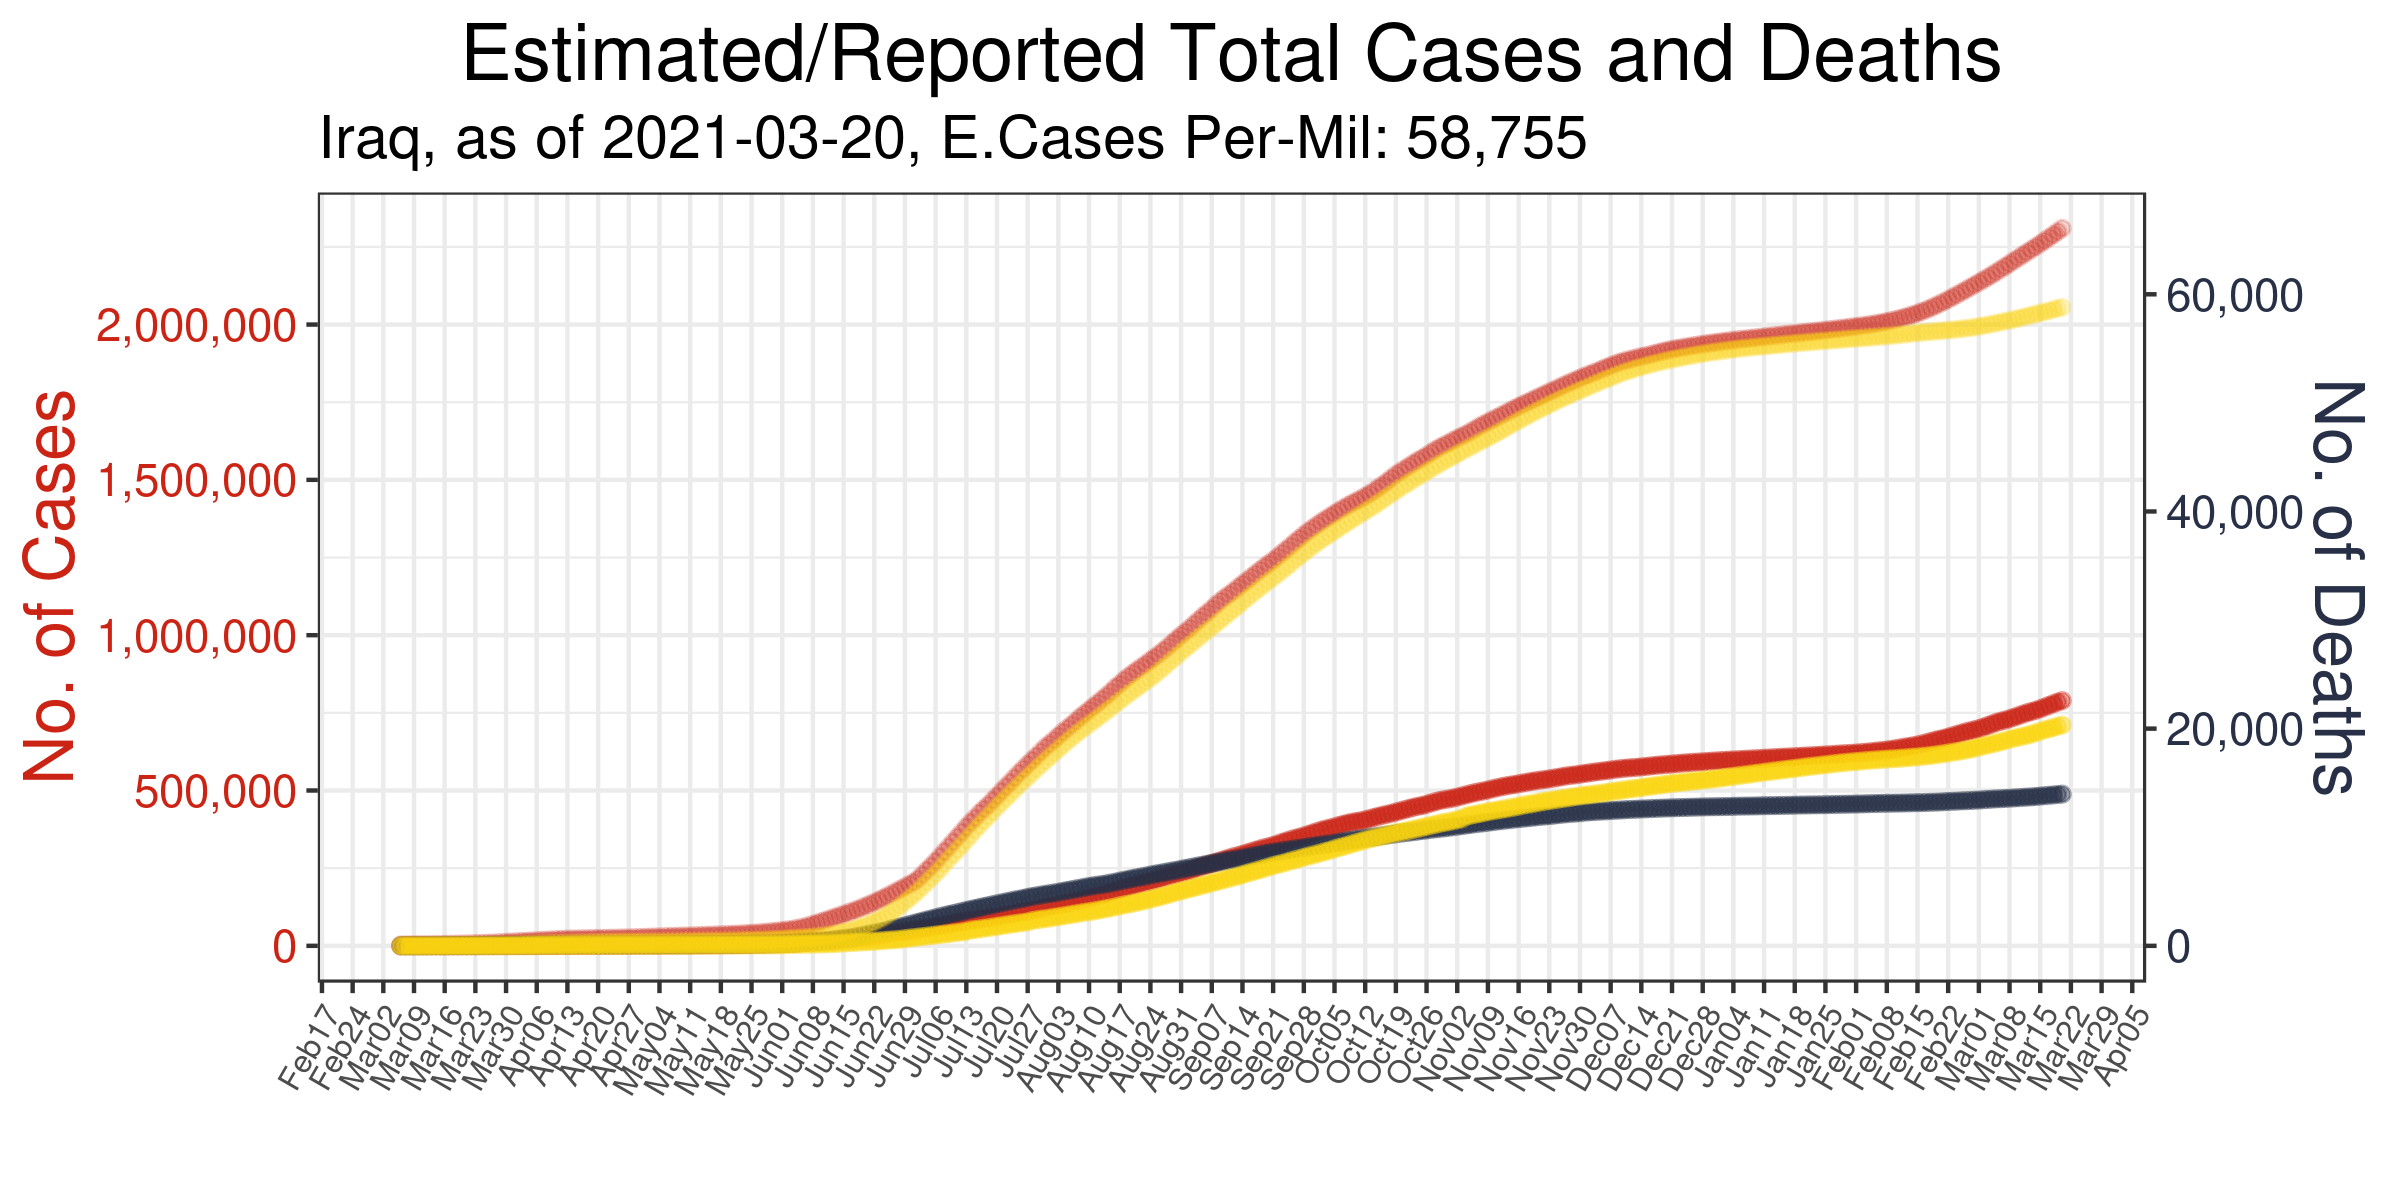 Estimated/Reported Total Cases and Deaths
Iraq, as of 2021-03-20, E.Cases Per-Mil: 58,755
No. of Cases
2,000,000
1,500,000
1,000,000
500,000
0
60,000
40,000
20,000
0
No. of Deaths
Feb17
Feb24
Mar02
Mar09
Mar16
Mar23
Mar30
Apr06
Apr13
Apr20
Apr27
May04
May11
May18
May25
Jun01
Jun08
Jun15
Jun22
Jun29
Jul06
Jul13
Jul20
Jul27
Aug03
Aug10
Aug17
Aug24
Aug31
Sep07
Sep14
Sep21
Sep28
Oct05
Oct12
Oct19
Oct26
Nov02
Nov09
Nov16
Nov23
Nov30
Dec07
Dec14
Dec21
Dec28
Dec04
Jan11
Jan18
Jan25
Feb01
Feb08
Feb15
Feb22
Mar01
Mar08
Mar15
Mar22
Mar29
Apr05